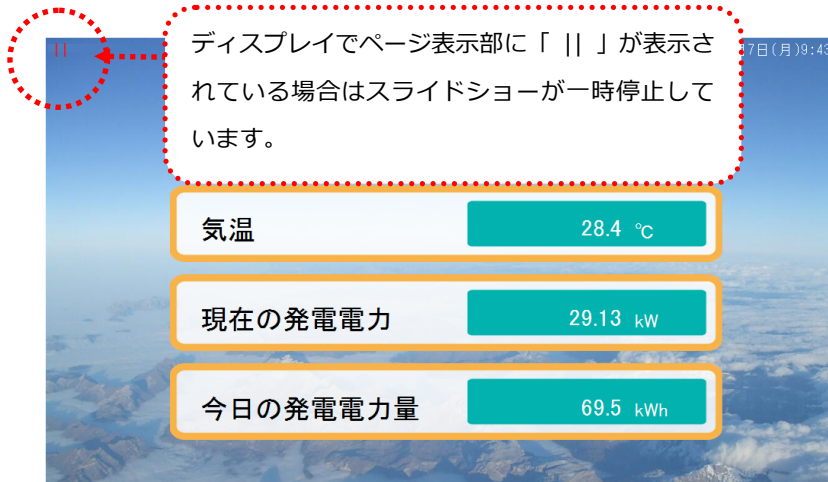 ||
ディスプレイでページ表示部に「 || 」が表示さ
れている場合はスライドショーが一時停止して
います。
7日(月)9:43
気温 28.4 ℃
現在の発電電力 29.13 kW
今日の発電電力量 69.5 kWh